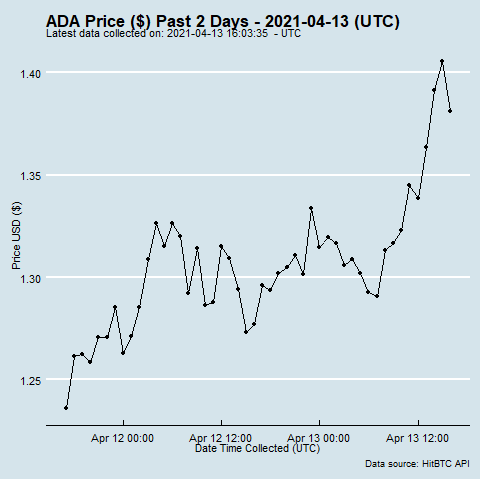 ADA Price ($) Past 2 Days - 2021-04-13 (UTC)
Latest data collected on: 2021-04-13 16:03:35 - UTC
1.40
1.35
1.30
1.25
Price USD ($)
Apr 12 00:00 Apr 12 12:00 Apr 13 00:00 Apr 13 12:00
Date Time Collected (UTC)
Data source: HitBTC API